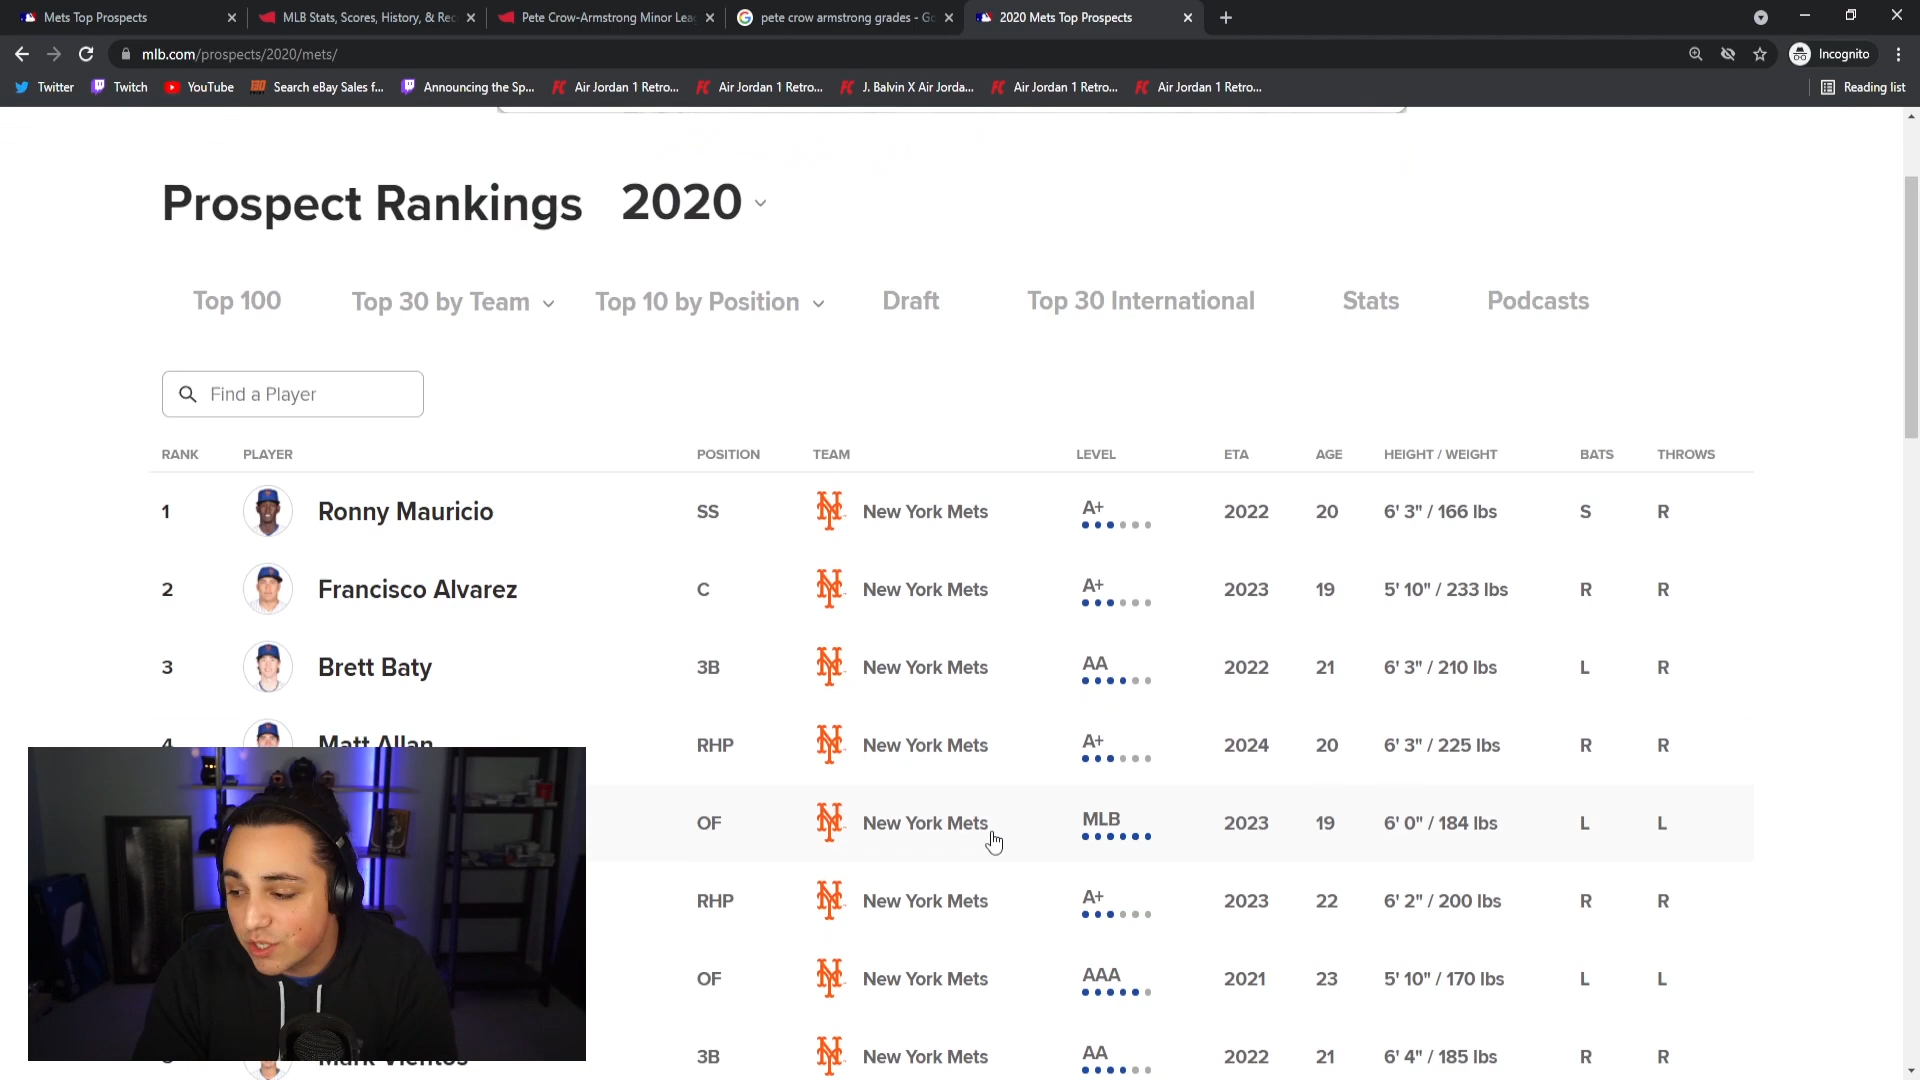 Mets Top Prospects
MLB Stats, Scores, History, & Rec
Pete Crow-Armstrong Minor Lea
pete crow armstrong grades - Go
2020 Mets Top Prospects
mlb.com/prospects/2020/mets/
Incognito
Twitter
Twitch
YouTube
Search eBay Sales f...
Announcing the Sp...
Air Jordan 1 Retro...
Air Jordan 1 Retro...
J. Balvin X Air Jorda...
Air Jordan 1 Retro...
Air Jordan 1 Retro...
Reading list
Prospect Rankings 2020
Top 100 Top 30 by Team Top 10 by Position Draft Top 30 International Stats Podcasts
Find a Player
RANK PLAYER POSITION TEAM LEVEL ETA AGE HEIGHT / WEIGHT BATS THROWS
1 Ronny Mauricio SS New York Mets A+ 2022 20 6' 3" / 166 lbs S R
2 Francisco Alvarez C New York Mets A+ 2023 19 5' 10" / 233 lbs R R
3 Brett Baty 3B New York Mets AA 2022 21 6' 3" / 210 lbs L R
4 Matt Allan RHP New York Mets A+ 2024 20 6' 3" / 225 lbs R R
OF New York Mets MLB 2023 19 6' 0" / 184 lbs L L
RHP New York Mets A+ 2023 22 6' 2" / 200 lbs R R
OF New York Mets AAA 2021 23 5' 10" / 170 lbs L L
Mark Vientos 3B New York Mets AA 2022 21 6' 4" / 185 lbs R R